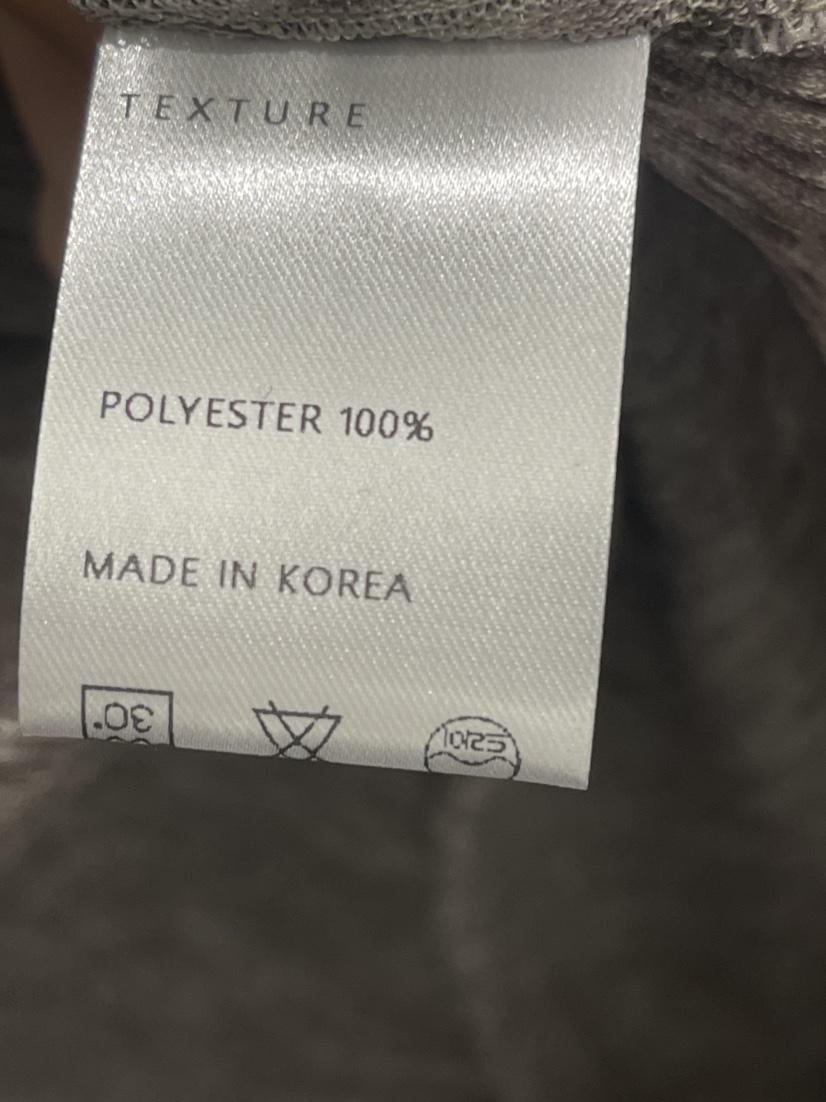 TEXTURE
POLYESTER 100%
MADE IN KOREA
30°